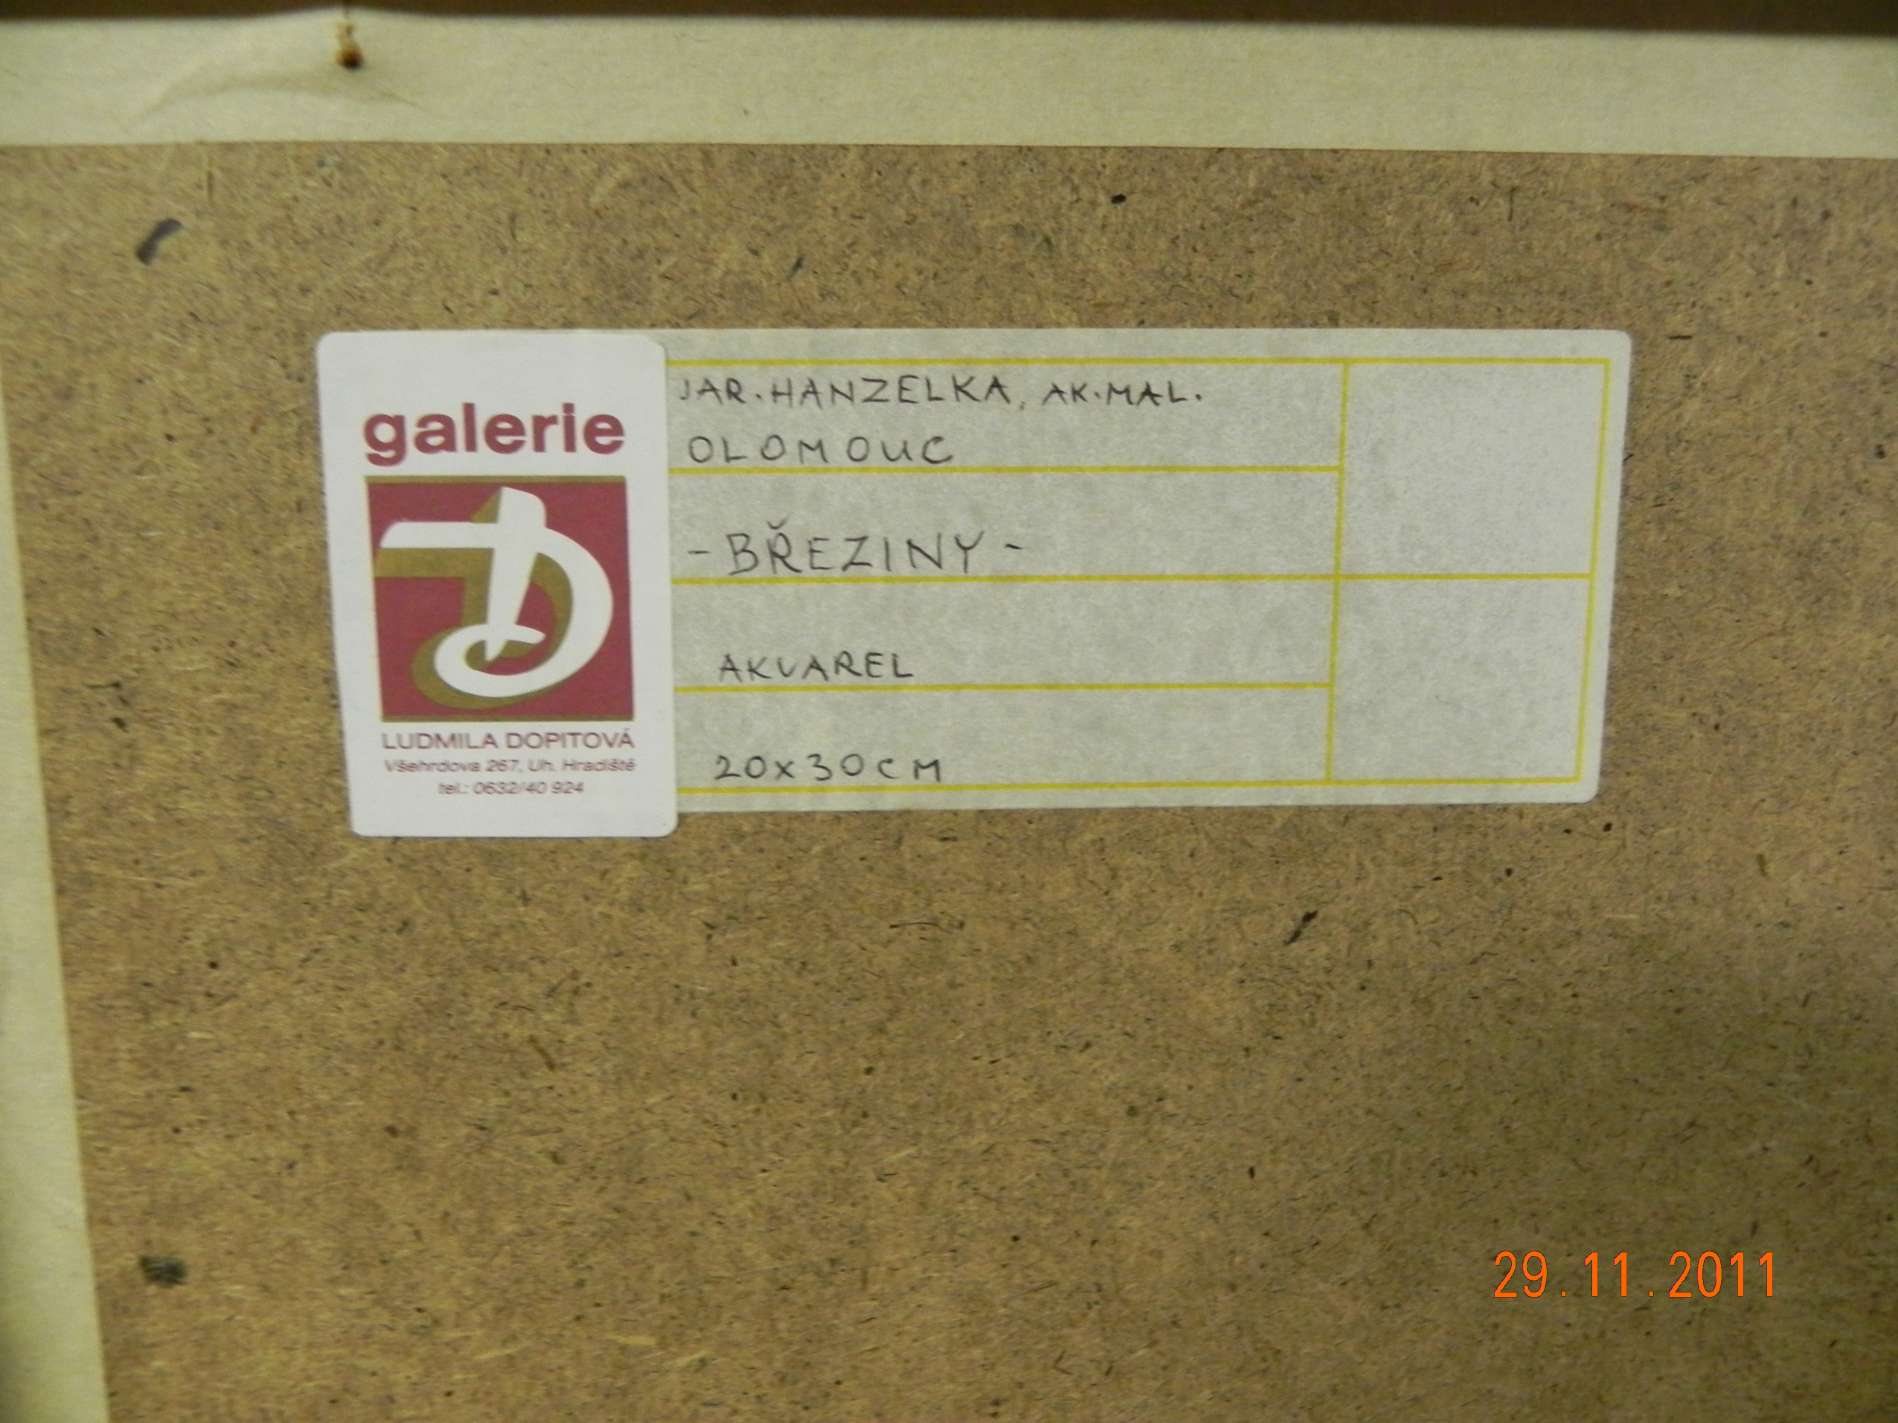 galerie
LUDMILA DOPITOVÁ
Všehrdova 267, Uh. Hradiště
tel.: 0632/40 924
JAR. HANZELKA, AK. MAL.
OLOMOUC
- BŘEZINY -
AKVAREL
20x30CM
29.11.2011